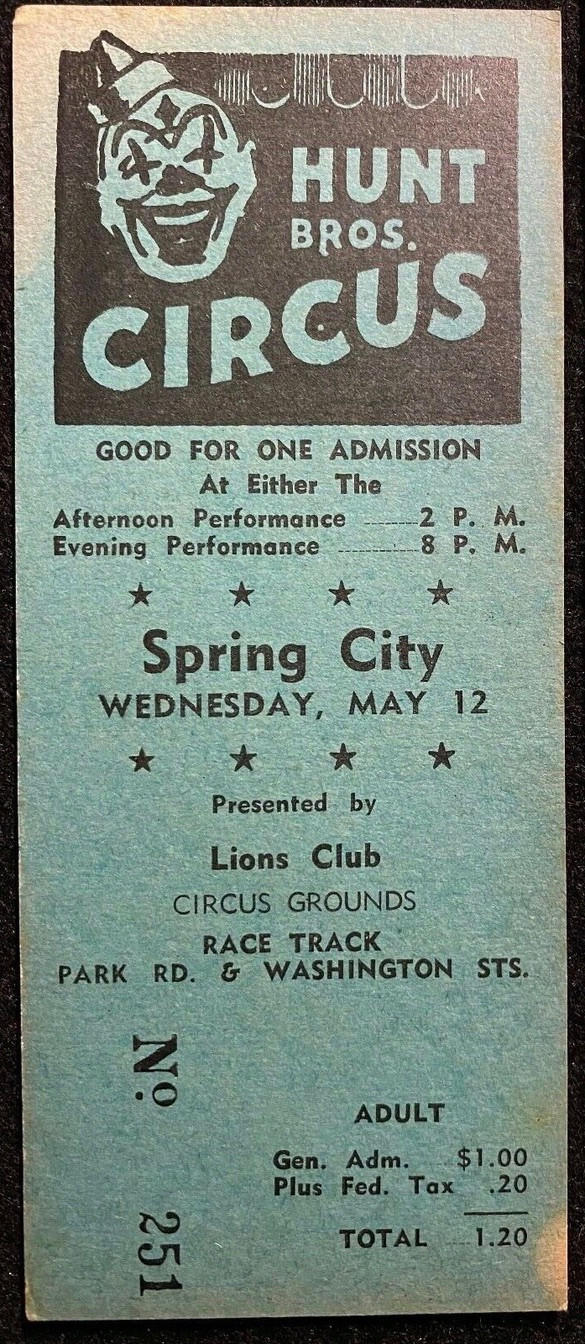 HUNT
BROS.
CIRCUS
GOOD FOR ONE ADMISSION
At Either The
Afternoon Performance ........2 P. M.
Evening Performance ............8 P. M.
★ ★ ★ ★
Spring City
WEDNESDAY, MAY 12
★ ★ ★ ★
Presented by
Lions Club
CIRCUS GROUNDS
RACE TRACK
PARK RD. & WASHINGTON STS.
No. 251
ADULT
Gen. Adm. $1.00
Plus Fed. Tax .20
TOTAL ....1.20